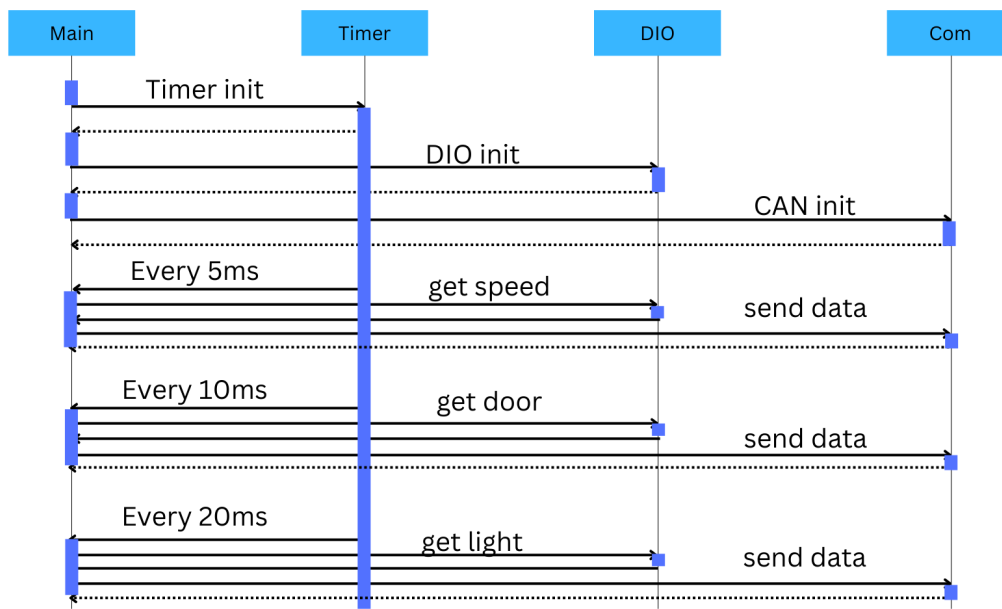 Main
Timer
DIO
Com
Timer init
DIO init
CAN init
Every 5ms
get speed
send data
Every 10ms
get door
send data
Every 20ms
get light
send data